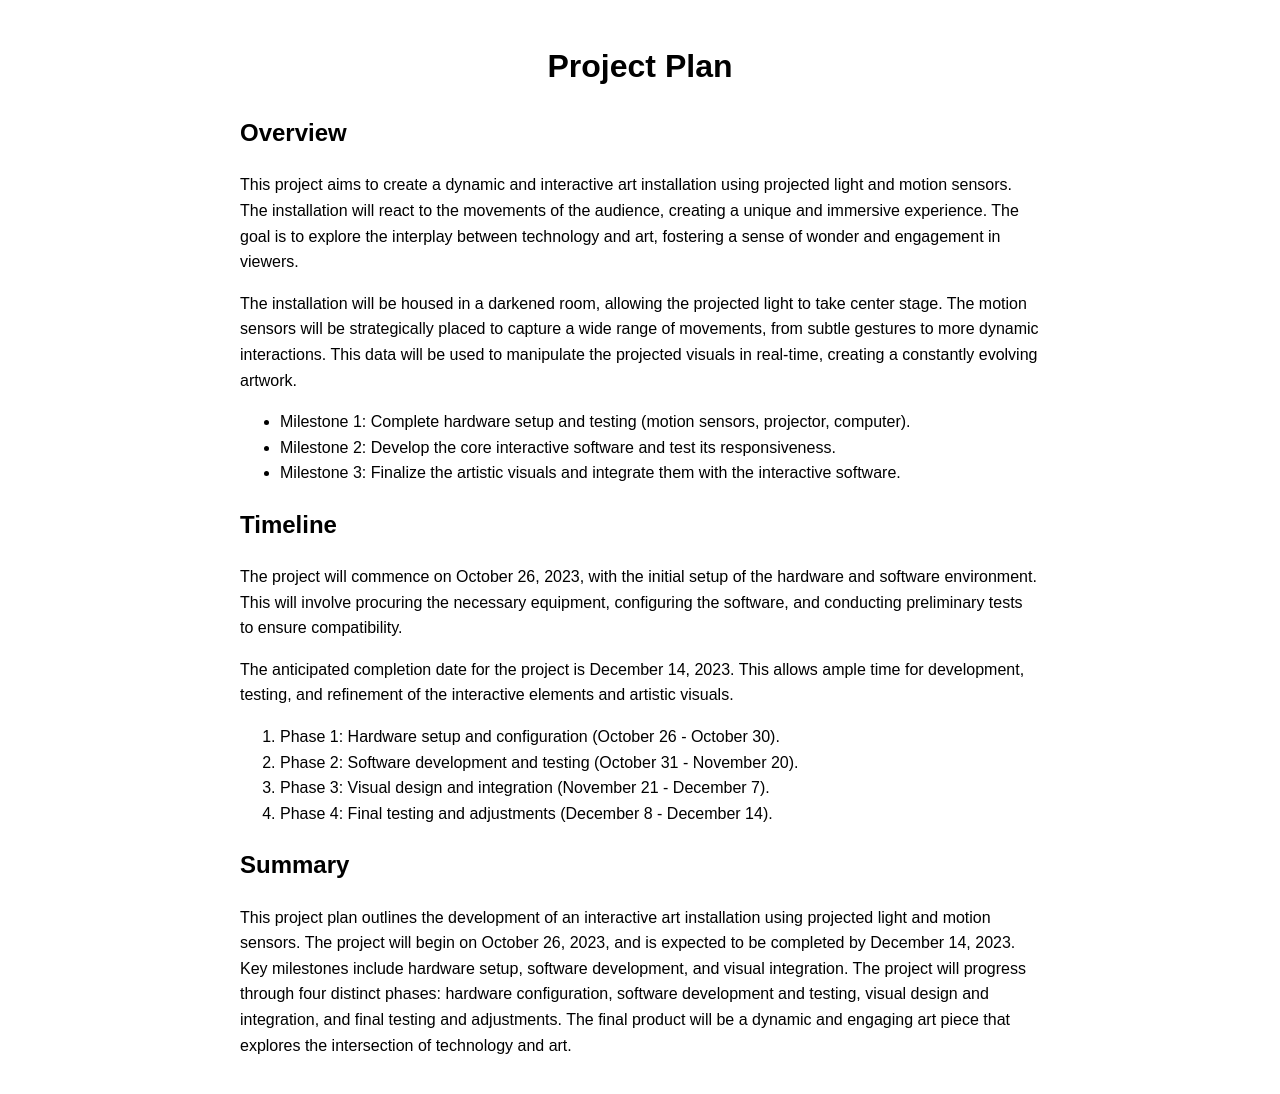 Project Plan
Overview
This project aims to create a dynamic and interactive art installation using projected light and motion sensors.
The installation will react to the movements of the audience, creating a unique and immersive experience. The
goal is to explore the interplay between technology and art, fostering a sense of wonder and engagement in
viewers.
The installation will be housed in a darkened room, allowing the projected light to take center stage. The motion
sensors will be strategically placed to capture a wide range of movements, from subtle gestures to more dynamic
interactions. This data will be used to manipulate the projected visuals in real-time, creating a constantly evolving
artwork.
• Milestone 1: Complete hardware setup and testing (motion sensors, projector, computer).
• Milestone 2: Develop the core interactive software and test its responsiveness.
• Milestone 3: Finalize the artistic visuals and integrate them with the interactive software.
Timeline
The project will commence on October 26, 2023, with the initial setup of the hardware and software environment.
This will involve procuring the necessary equipment, configuring the software, and conducting preliminary tests
to ensure compatibility.
The anticipated completion date for the project is December 14, 2023. This allows ample time for development,
testing, and refinement of the interactive elements and artistic visuals.
1. Phase 1: Hardware setup and configuration (October 26 - October 30).
2. Phase 2: Software development and testing (October 31 - November 20).
3. Phase 3: Visual design and integration (November 21 - December 7).
4. Phase 4: Final testing and adjustments (December 8 - December 14).
Summary
This project plan outlines the development of an interactive art installation using projected light and motion
sensors. The project will begin on October 26, 2023, and is expected to be completed by December 14, 2023.
Key milestones include hardware setup, software development, and visual integration. The project will progress
through four distinct phases: hardware configuration, software development and testing, visual design and
integration, and final testing and adjustments. The final product will be a dynamic and engaging art piece that
explores the intersection of technology and art.